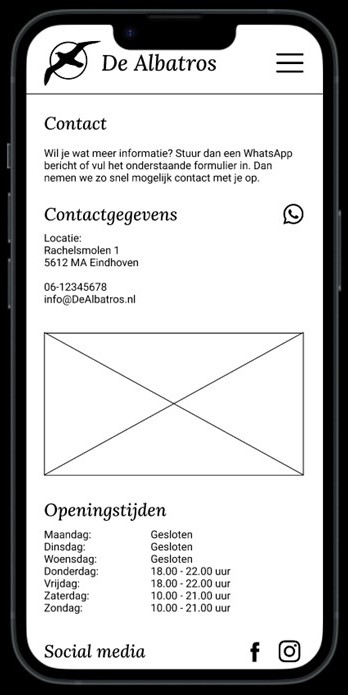 De Albatros
Contact
Wil je wat meer informatie? Stuur dan een WhatsApp
bericht of vul het onderstaande formulier in. Dan
nemen we zo snel mogelijk contact met je op.
Contactgegevens
Locatie:
Rachelsmolen 1
5612 MA Eindhoven
06-12345678
info@DeAlbatros.nl
Openingstijden
Maandag: Gesloten
Dinsdag: Gesloten
Woensdag: Gesloten
Donderdag: 18.00 - 22.00 uur
Vrijdag: 18.00 - 22.00 uur
Zaterdag: 10.00 - 21.00 uur
Zondag: 10.00 - 21.00 uur
Social media